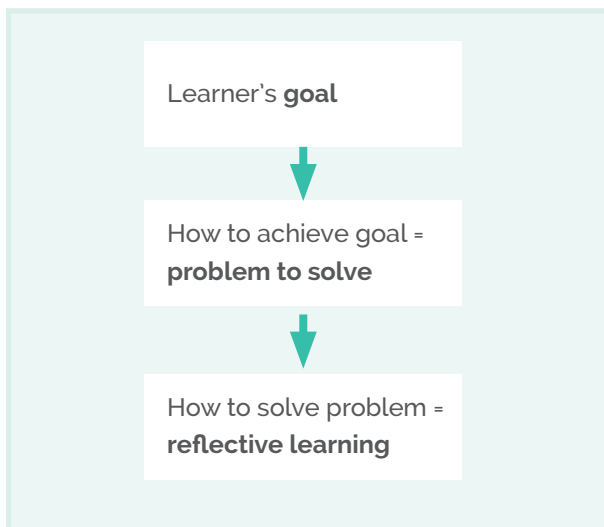 Learner's goal
How to achieve goal =
problem to solve
How to solve problem =
reflective learning